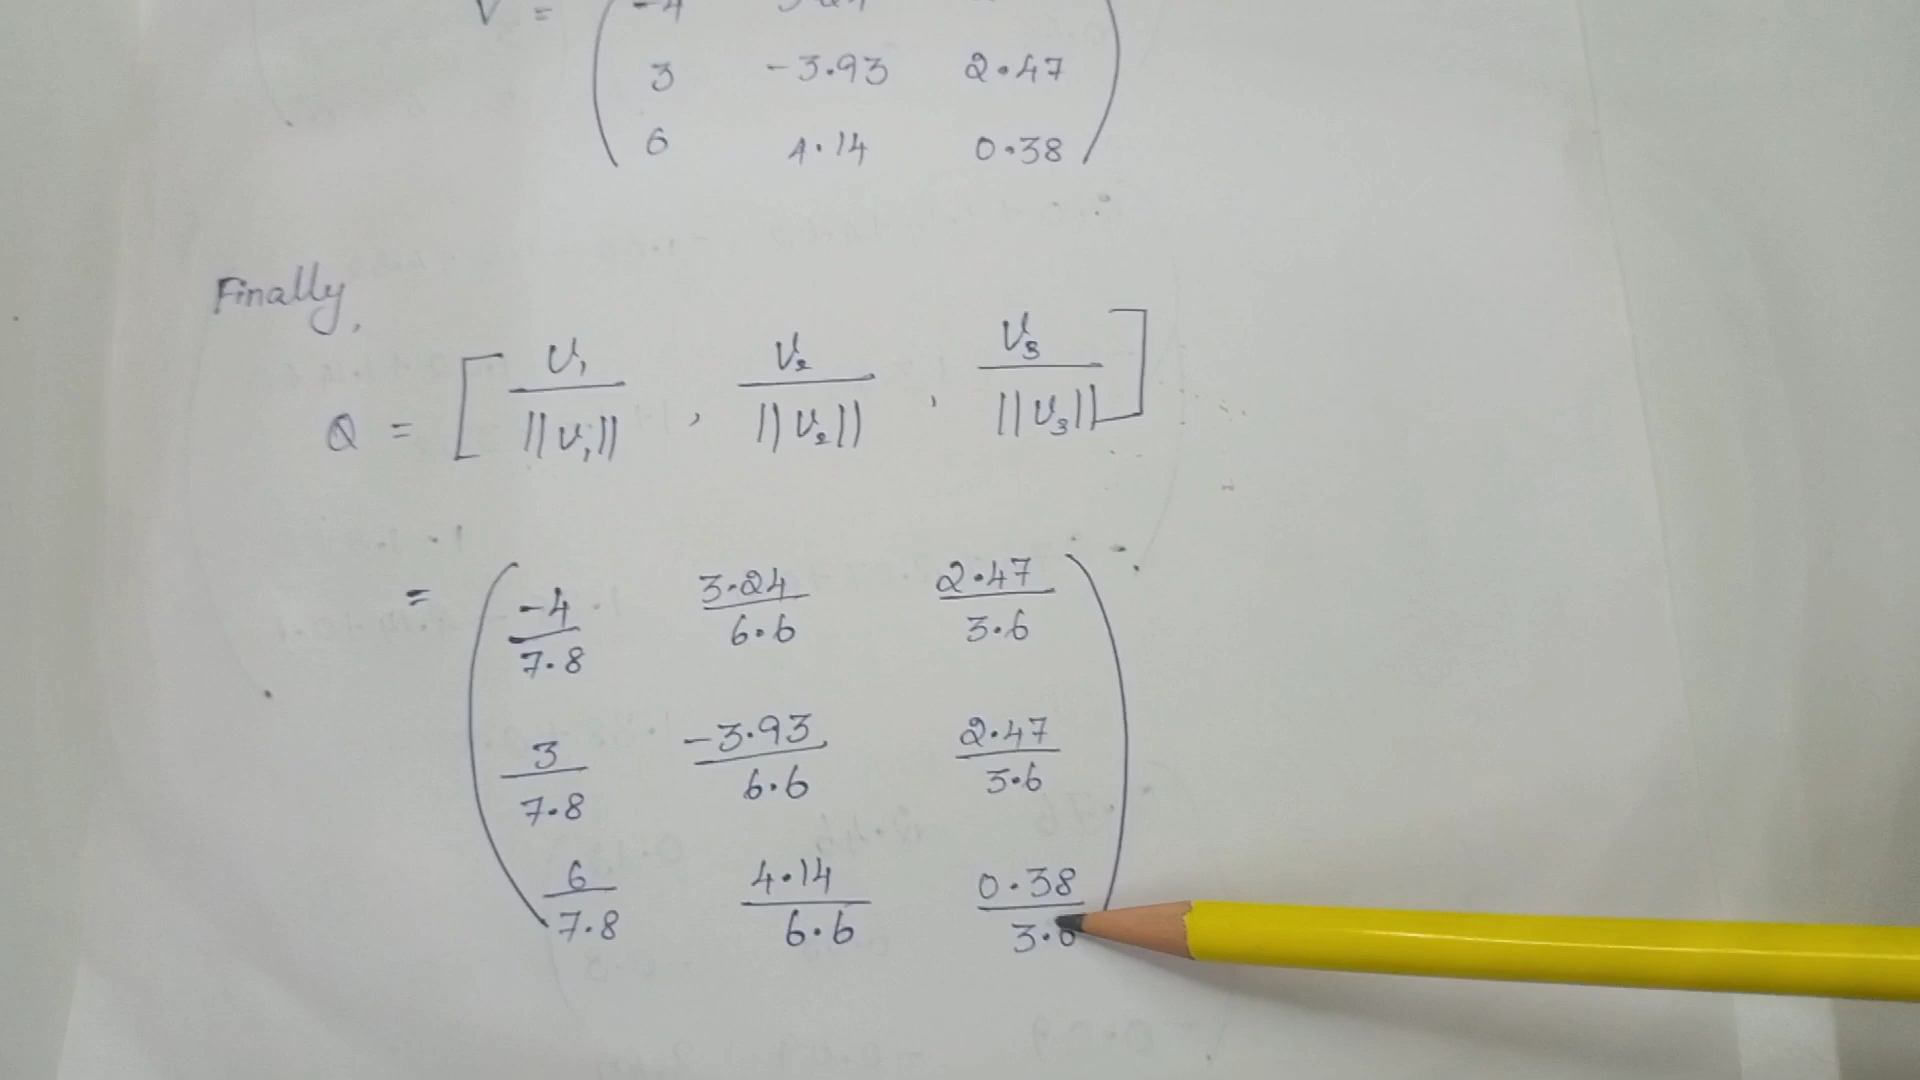 V = -4
3 -3.93 2.47
6 4.14 0.38
Finally,
Q = [ V₁/||V₁|| , V₂/||V₂|| , V₃/||V₃|| ]
= ( -4/7.8 3.24/6.6 2.47/3.6
3/7.8 -3.93/6.6 2.47/3.6
6/7.8 4.14/6.6 0.38/3.6 )